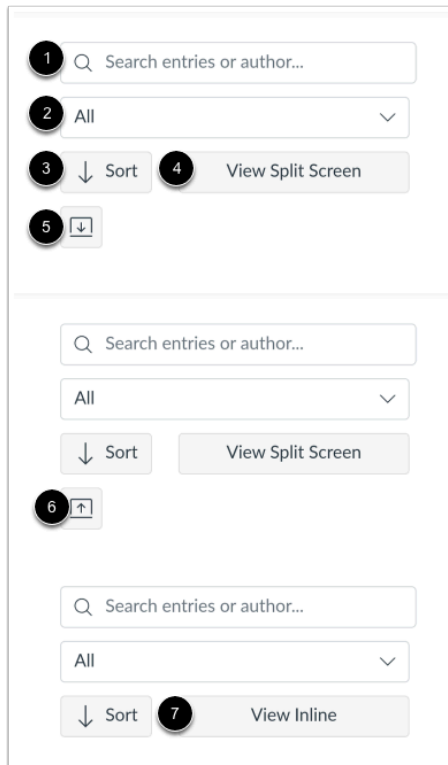 1 Search entries or author...
2 All
3 Sort 4 View Split Screen
5
Search entries or author...
All
Sort View Split Screen
6
Search entries or author...
All
Sort 7 View Inline